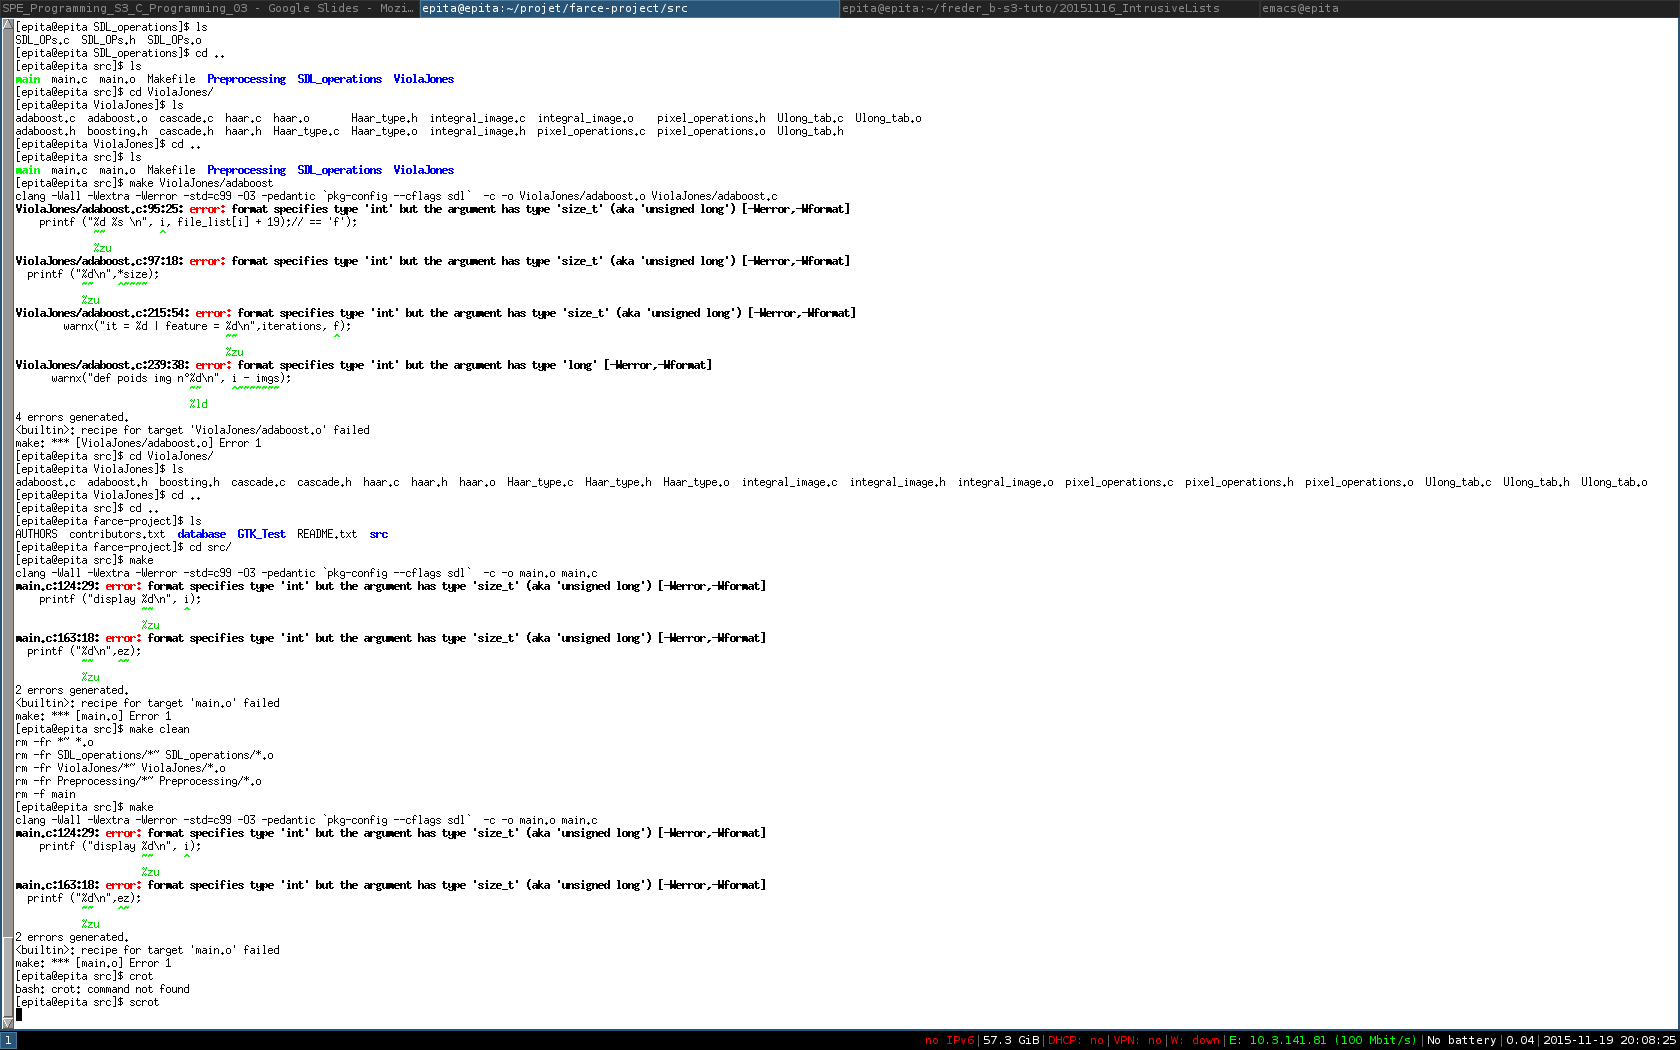 SPE_Programming_S3_C_Programming_03 - Google Slides - Mozi… epita@epita:~/projet/farce-project/src epita@epita:~/freder_b-s3-tuto/20151116_IntrusiveLists emacs@epita
[epita@epita SDL_operations]$ ls
SDL_OPs.c  SDL_OPs.h  SDL_OPs.o
[epita@epita SDL_operations]$ cd ..
[epita@epita src]$ ls
main  main.c  main.o  Makefile  Preprocessing  SDL_operations  ViolaJones
[epita@epita src]$ cd ViolaJones/
[epita@epita ViolaJones]$ ls
adaboost.c  adaboost.o  cascade.c  haar.c  haar.o       Haar_type.h  integral_image.c  integral_image.o    pixel_operations.h  Ulong_tab.c  Ulong_tab.o
adaboost.h  boosting.h  cascade.h  haar.h  Haar_type.c  Haar_type.o  integral_image.h  pixel_operations.c  pixel_operations.o  Ulong_tab.h
[epita@epita ViolaJones]$ cd ..
[epita@epita src]$ ls
main  main.c  main.o  Makefile  Preprocessing  SDL_operations  ViolaJones
[epita@epita src]$ make ViolaJones/adaboost
clang -Wall -Wextra -Werror -std=c99 -O3 -pedantic `pkg-config --cflags sdl`  -c -o ViolaJones/adaboost.o ViolaJones/adaboost.c
ViolaJones/adaboost.c:95:25: error: format specifies type 'int' but the argument has type 'size_t' (aka 'unsigned long') [-Werror,-Wformat]
    printf ("%d %s \n", i, file_list[i] + 19);// == 'f');
             ~~         ^
             %zu
ViolaJones/adaboost.c:97:18: error: format specifies type 'int' but the argument has type 'size_t' (aka 'unsigned long') [-Werror,-Wformat]
  printf ("%d\n",*size);
           ~~    ^~~~~
           %zu
ViolaJones/adaboost.c:215:54: error: format specifies type 'int' but the argument has type 'size_t' (aka 'unsigned long') [-Werror,-Wformat]
        warnx("it = %d | feature = %d\n",iterations, f);
                                   ~~                ^
                                   %zu
ViolaJones/adaboost.c:239:38: error: format specifies type 'int' but the argument has type 'long' [-Werror,-Wformat]
      warnx("def poids img n°%d\n", i - imgs);
                             ~~     ^~~~~~~~
                             %ld
4 errors generated.
<builtin>: recipe for target 'ViolaJones/adaboost.o' failed
make: *** [ViolaJones/adaboost.o] Error 1
[epita@epita src]$ cd ViolaJones/
[epita@epita ViolaJones]$ ls
adaboost.c  adaboost.h  boosting.h  cascade.c  cascade.h  haar.c  haar.h  haar.o  Haar_type.c  Haar_type.h  Haar_type.o  integral_image.c  integral_image.h  integral_image.o  pixel_operations.c  pixel_operations.h  pixel_operations.o  Ulong_tab.c  Ulong_tab.h  Ulong_tab.o
[epita@epita ViolaJones]$ cd ..
[epita@epita src]$ cd ..
[epita@epita farce-project]$ ls
AUTHORS  contributors.txt  database  GTK_Test  README.txt  src
[epita@epita farce-project]$ cd src/
[epita@epita src]$ make
clang -Wall -Wextra -Werror -std=c99 -O3 -pedantic `pkg-config --cflags sdl`  -c -o main.o main.c
main.c:124:29: error: format specifies type 'int' but the argument has type 'size_t' (aka 'unsigned long') [-Werror,-Wformat]
    printf ("display %d\n", i);
                     ~~     ^
                     %zu
main.c:163:18: error: format specifies type 'int' but the argument has type 'size_t' (aka 'unsigned long') [-Werror,-Wformat]
  printf ("%d\n",ez);
           ~~    ^~
           %zu
2 errors generated.
<builtin>: recipe for target 'main.o' failed
make: *** [main.o] Error 1
[epita@epita src]$ make clean
rm -fr *~ *.o
rm -fr SDL_operations/*~ SDL_operations/*.o
rm -fr ViolaJones/*~ ViolaJones/*.o
rm -fr Preprocessing/*~ Preprocessing/*.o
rm -f main
[epita@epita src]$ make
clang -Wall -Wextra -Werror -std=c99 -O3 -pedantic `pkg-config --cflags sdl`  -c -o main.o main.c
main.c:124:29: error: format specifies type 'int' but the argument has type 'size_t' (aka 'unsigned long') [-Werror,-Wformat]
    printf ("display %d\n", i);
                     ~~     ^
                     %zu
main.c:163:18: error: format specifies type 'int' but the argument has type 'size_t' (aka 'unsigned long') [-Werror,-Wformat]
  printf ("%d\n",ez);
           ~~    ^~
           %zu
2 errors generated.
<builtin>: recipe for target 'main.o' failed
make: *** [main.o] Error 1
[epita@epita src]$ crot
bash: crot: command not found
[epita@epita src]$ scrot
1 no IPv6|57.3 GiB|DHCP: no|VPN: no|W: down|E: 10.3.141.81 (100 Mbit/s)|No battery|0.04|2015-11-19 20:08:25